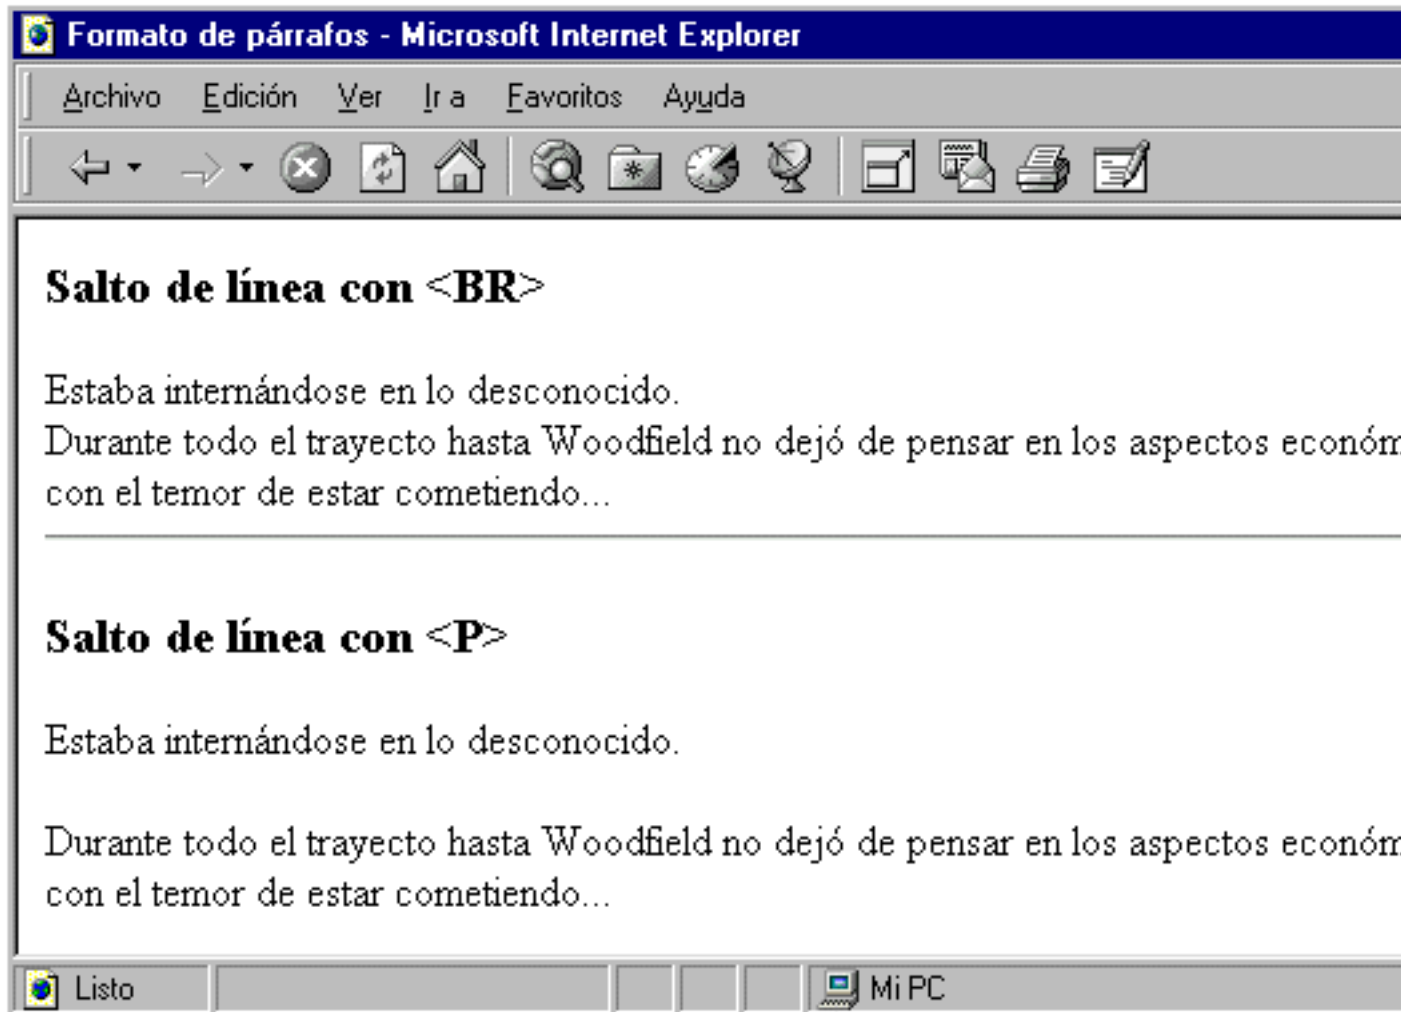 Formato de párrafos - Microsoft Internet Explorer
Archivo Edición Ver Ir a Favoritos Ayuda
Salto de línea con <BR>
Estaba internándose en lo desconocido.
Durante todo el trayecto hasta Woodfield no dejó de pensar en los aspectos
con el temor de estar cometiendo...
Salto de línea con <P>
Estaba internándose en lo desconocido.
Durante todo el trayecto hasta Woodfield no dejó de pensar en los aspectos
con el temor de estar cometiendo...
Listo Mi PC